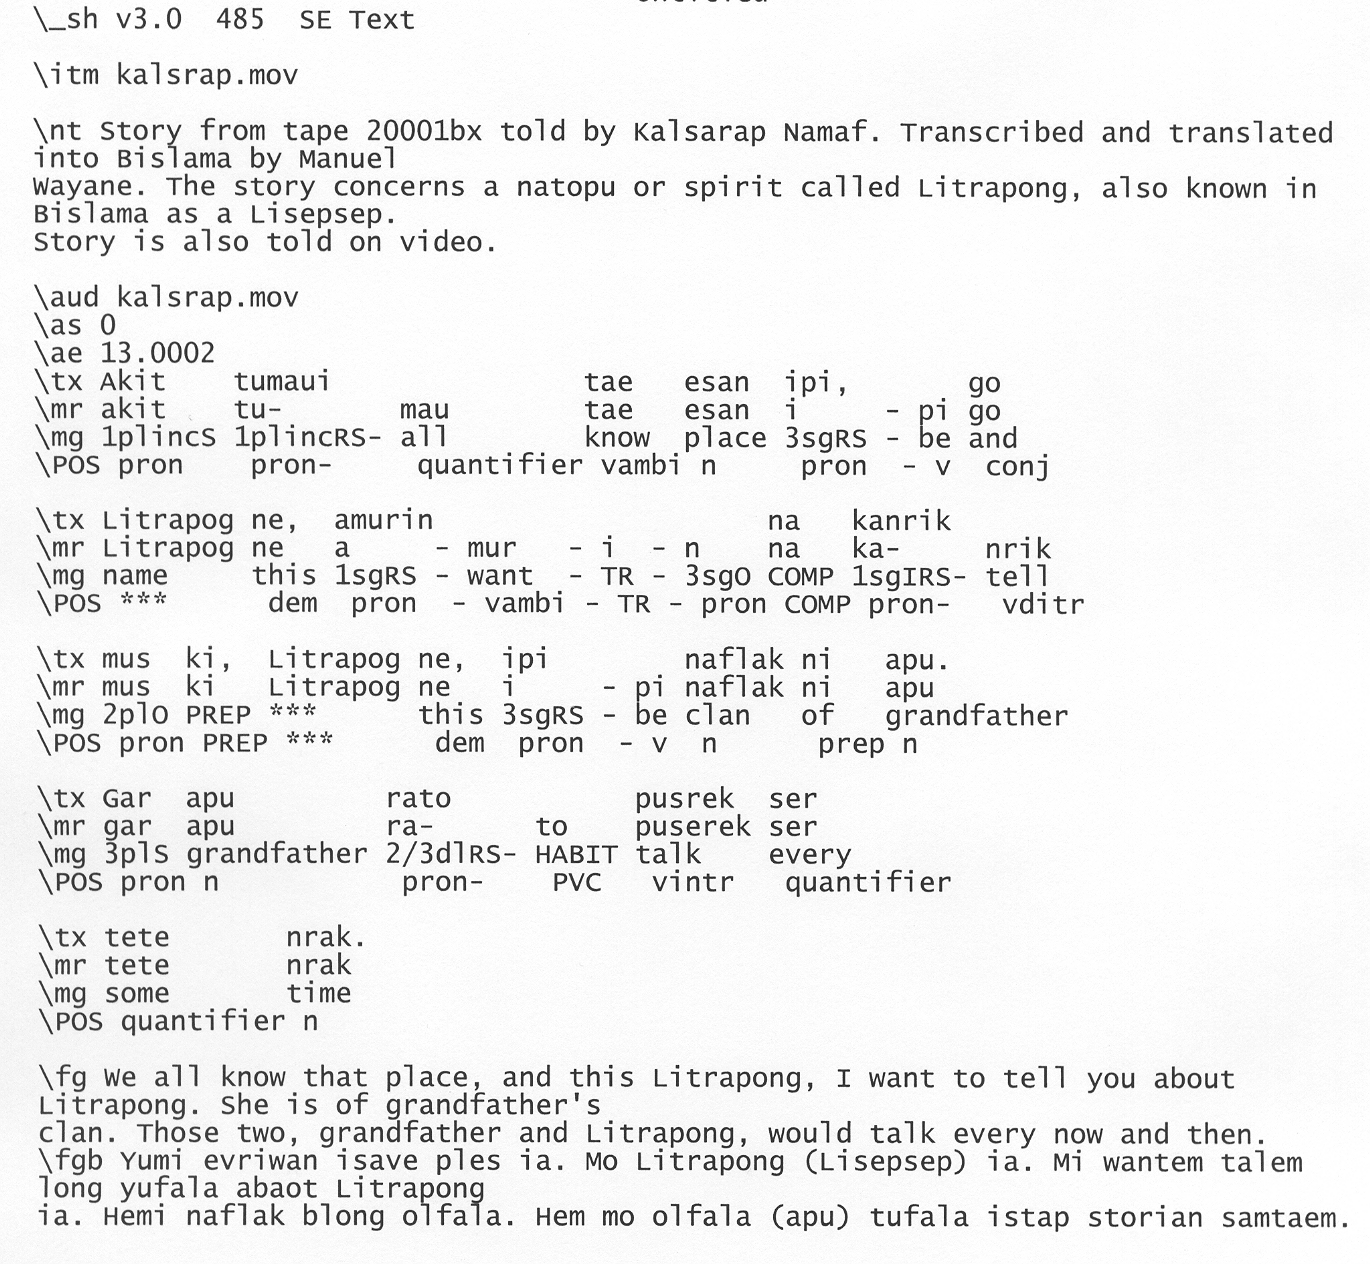 \_sh v3.0  485  SE Text
\itm kalsrap.mov
\nt Story from tape 20001bx told by Kalsarap Namaf. Transcribed and translated
into Bislama by Manuel
Wayane. The story concerns a natopu or spirit called Litrapong, also known in
Bislama as a Lisepsep.
Story is also told on video.
\aud kalsrap.mov
\as 0
\ae 13.0002
\tx Akit    tumaui               tae   esan  ipi,       go
\mr akit    tu-       mau        tae   esan  i    - pi go
\mg 1plincS 1plincRS- all        know  place 3sgRS - be and
\POS pron    pron-     quantifier vambi n     pron  - v  conj
\tx Litrapog ne,  amurin                    na   kanrik
\mr Litrapog ne   a     - mur   - i  - n    na   ka-     nrik
\mg name     this 1sgRS - want  - TR - 3sgO COMP 1sgIRS- tell
\POS ***      dem  pron  - vambi - TR - pron COMP pron-   vditr
\tx mus  ki,  Litrapog ne,  ipi        naflak ni   apu.
\mr mus  ki   Litrapog ne   i     - pi naflak ni   apu
\mg 2plO PREP ***      this 3sgRS - be clan   of   grandfather
\POS pron PREP ***      dem  pron  - v  n      prep n
\tx Gar  apu         rato           pusrek  ser
\mr gar  apu         ra-      to    puserek ser
\mg 3plS grandfather 2/3dlRS- HABIT talk    every
\POS pron n           pron-    PVC   vintr   quantifier
\tx tete       nrak.
\mr tete       nrak
\mg some       time
\POS quantifier n
\fg We all know that place, and this Litrapong, I want to tell you about
Litrapong. She is of grandfather's
clan. Those two, grandfather and Litrapong, would talk every now and then.
\fgb Yumi evriwan isave ples ia. Mo Litrapong (Lisepsep) ia. Mi wantem talem
long yufala abaot Litrapong
ia. Hemi naflak blong olfala. Hem mo olfala (apu) tufala istap storian samtaem.